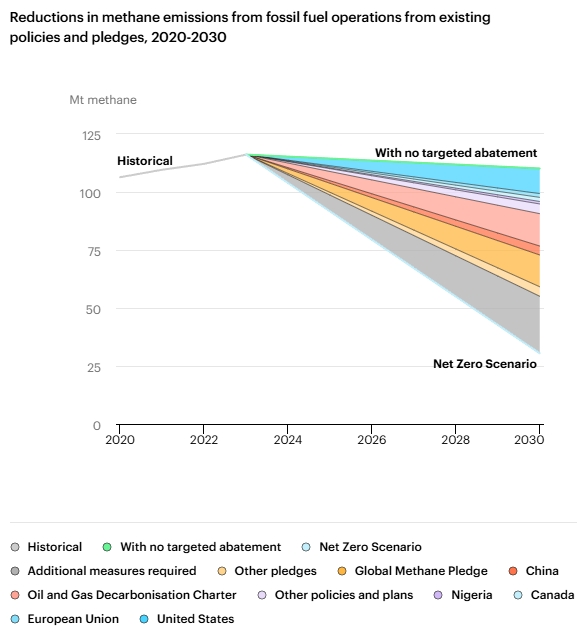 Reductions in methane emissions from fossil fuel operations from existing
policies and pledges, 2020-2030
Mt methane
125
With no targeted abatement
Historical
100
75
50
Net Zero Scenario
25
0
2020 2022 2024 2026 2028 2030
Historical With no targeted abatement Net Zero Scenario
Additional measures required Other pledges Global Methane Pledge China
Oil and Gas Decarbonisation Charter Other policies and plans Nigeria Canada
European Union United States